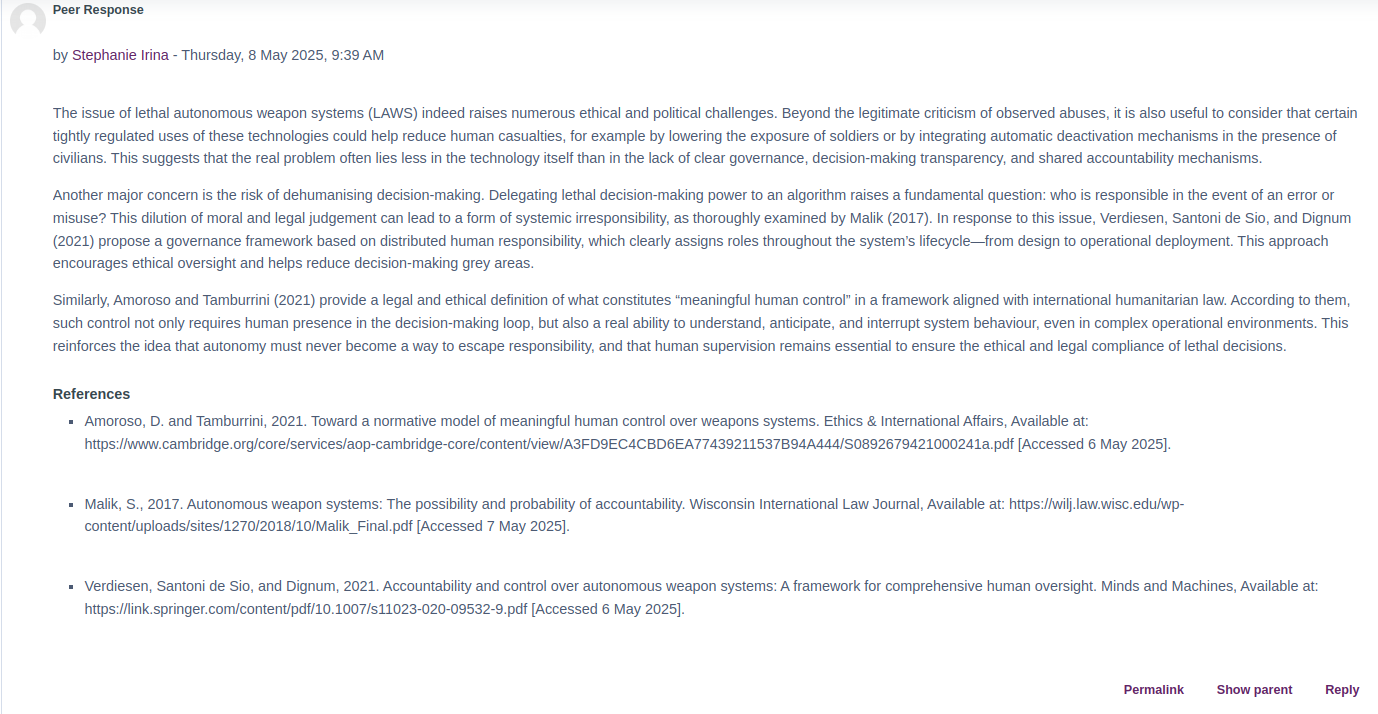 Peer Response
by Stephanie Irina - Thursday, 8 May 2025, 9:39 AM
The issue of lethal autonomous weapon systems (LAWS) indeed raises numerous ethical and political challenges. Beyond the legitimate criticism of observed abuses, it is also useful to consider that certain
tightly regulated uses of these technologies could help reduce human casualties, for example by lowering the exposure of soldiers or by integrating automatic deactivation mechanisms in the presence of
civilians. This suggests that the real problem often lies less in the technology itself than in the lack of clear governance, decision-making transparency, and shared accountability mechanisms.
Another major concern is the risk of dehumanising decision-making. Delegating lethal decision-making power to an algorithm raises a fundamental question: who is responsible in the event of an error or
misuse? This dilution of moral and legal judgement can lead to a form of systemic irresponsibility, as thoroughly examined by Malik (2017). In response to this issue, Verdiesen, Santoni de Sio, and Dignum
(2021) propose a governance framework based on distributed human responsibility, which clearly assigns roles throughout the system’s lifecycle—from design to operational deployment. This approach
encourages ethical oversight and helps reduce decision-making grey areas.
Similarly, Amoroso and Tamburrini (2021) provide a legal and ethical definition of what constitutes “meaningful human control” in a framework aligned with international humanitarian law. According to them,
such control not only requires human presence in the decision-making loop, but also a real ability to understand, anticipate, and interrupt system behaviour, even in complex operational environments. This
reinforces the idea that autonomy must never become a way to escape responsibility, and that human supervision remains essential to ensure the ethical and legal compliance of lethal decisions.
References
▪ Amoroso, D. and Tamburrini, 2021. Toward a normative model of meaningful human control over weapons systems. Ethics & International Affairs, Available at:
https://www.cambridge.org/core/services/aop-cambridge-core/content/view/A3FD9EC4CBD6EA77439211537B94A444/S0892679421000241a.pdf [Accessed 6 May 2025].
▪ Malik, S., 2017. Autonomous weapon systems: The possibility and probability of accountability. Wisconsin International Law Journal, Available at: https://wilj.law.wisc.edu/wp-
content/uploads/sites/1270/2018/10/Malik_Final.pdf [Accessed 7 May 2025].
▪ Verdiesen, Santoni de Sio, and Dignum, 2021. Accountability and control over autonomous weapon systems: A framework for comprehensive human oversight. Minds and Machines, Available at:
https://link.springer.com/content/pdf/10.1007/s11023-020-09532-9.pdf [Accessed 6 May 2025].
Permalink Show parent Reply